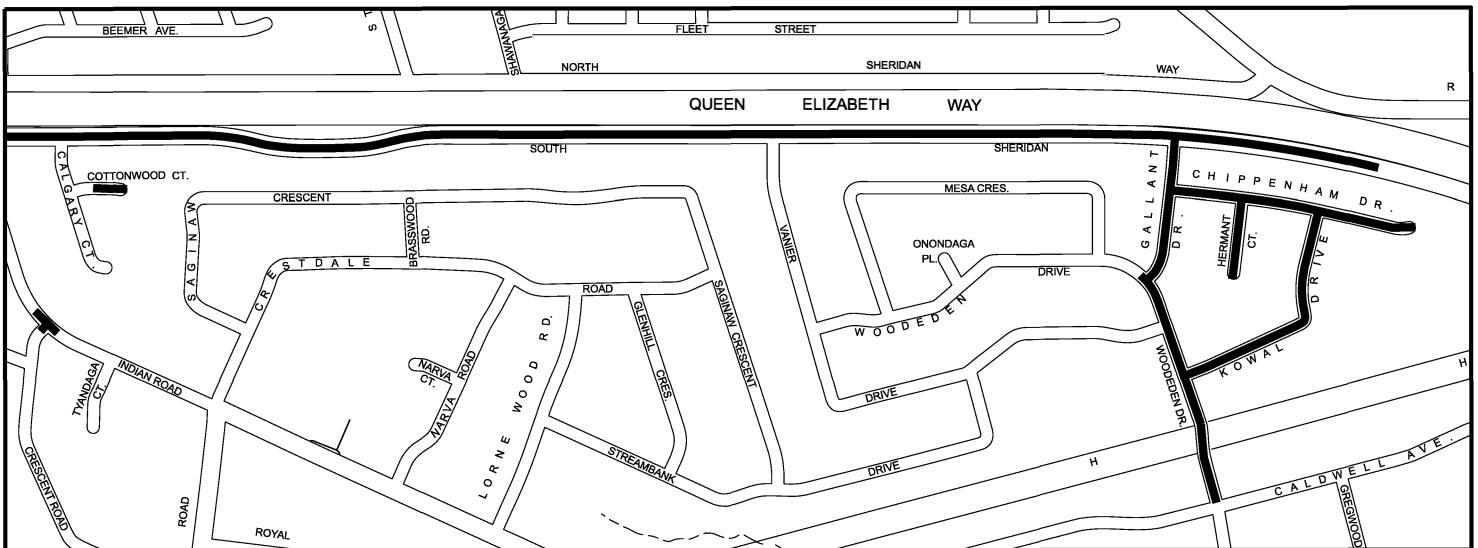 BEEMER AVE.
S T
SHAWANAGA
FLEET STREET
NORTH SHERIDAN WAY
R
QUEEN ELIZABETH WAY
SOUTH SHERIDAN
CALGARY CT.
COTTONWOOD CT.
SAGINAW CRESCENT
BRASSWOOD
RD.
CRESTDALE ROAD
VANIER
MESA CRES.
ONONDAGA
PL.
WOODEDEN DRIVE
GALLANT DR.
CHIPPENHAM DR.
HERMANT
CT.
KOWAL DRIVE
GLENHILL CRES.
SAGINAW CRESCENT
LORNE WOOD RD.
NARVA
CT.
NARVA ROAD
INDIAN ROAD
TYANDAGA
CT.
CRESCENT ROAD
ROAD
ROYAL
STREAMBANK DRIVE
DRIVE
WOODEDEN DR.
H
H
CALDWELL AVE.
GREGWOOD